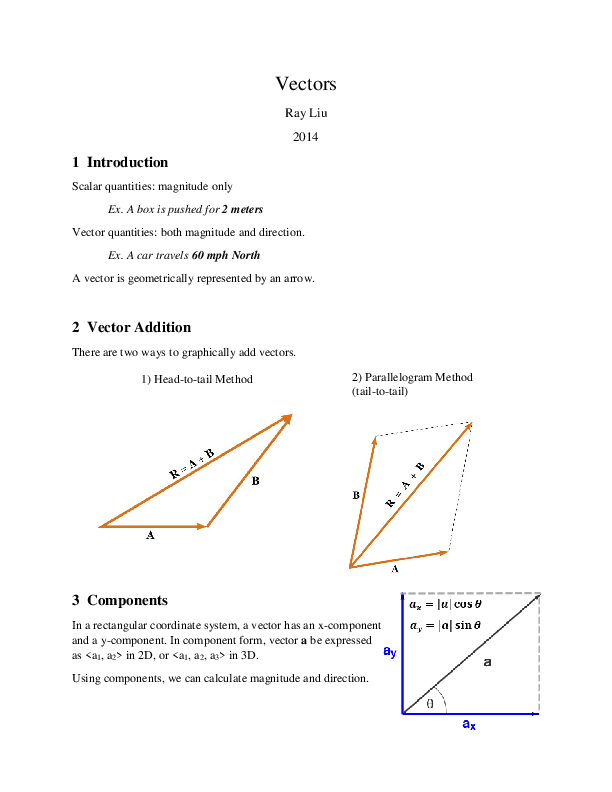 Vectors
Ray Liu
2014
1 Introduction
Scalar quantities: magnitude only
Ex. A box is pushed for 2 meters
Vector quantities: both magnitude and direction.
Ex. A car travels 60 mph North
A vector is geometrically represented by an arrow.
2 Vector Addition
There are two ways to graphically add vectors.
1) Head-to-tail Method
2) Parallelogram Method
(tail-to-tail)
R = A + B
B
A
R = A + B
B
A
3 Components
In a rectangular coordinate system, a vector has an x-component
and a y-component. In component form, vector a be expressed
as <a₁, a₂> in 2D, or <a₁, a₂, a₃> in 3D.
Using components, we can calculate magnitude and direction.
aₓ = |a| cos θ
a_y = |a| sin θ
a_y
a
θ
aₓ